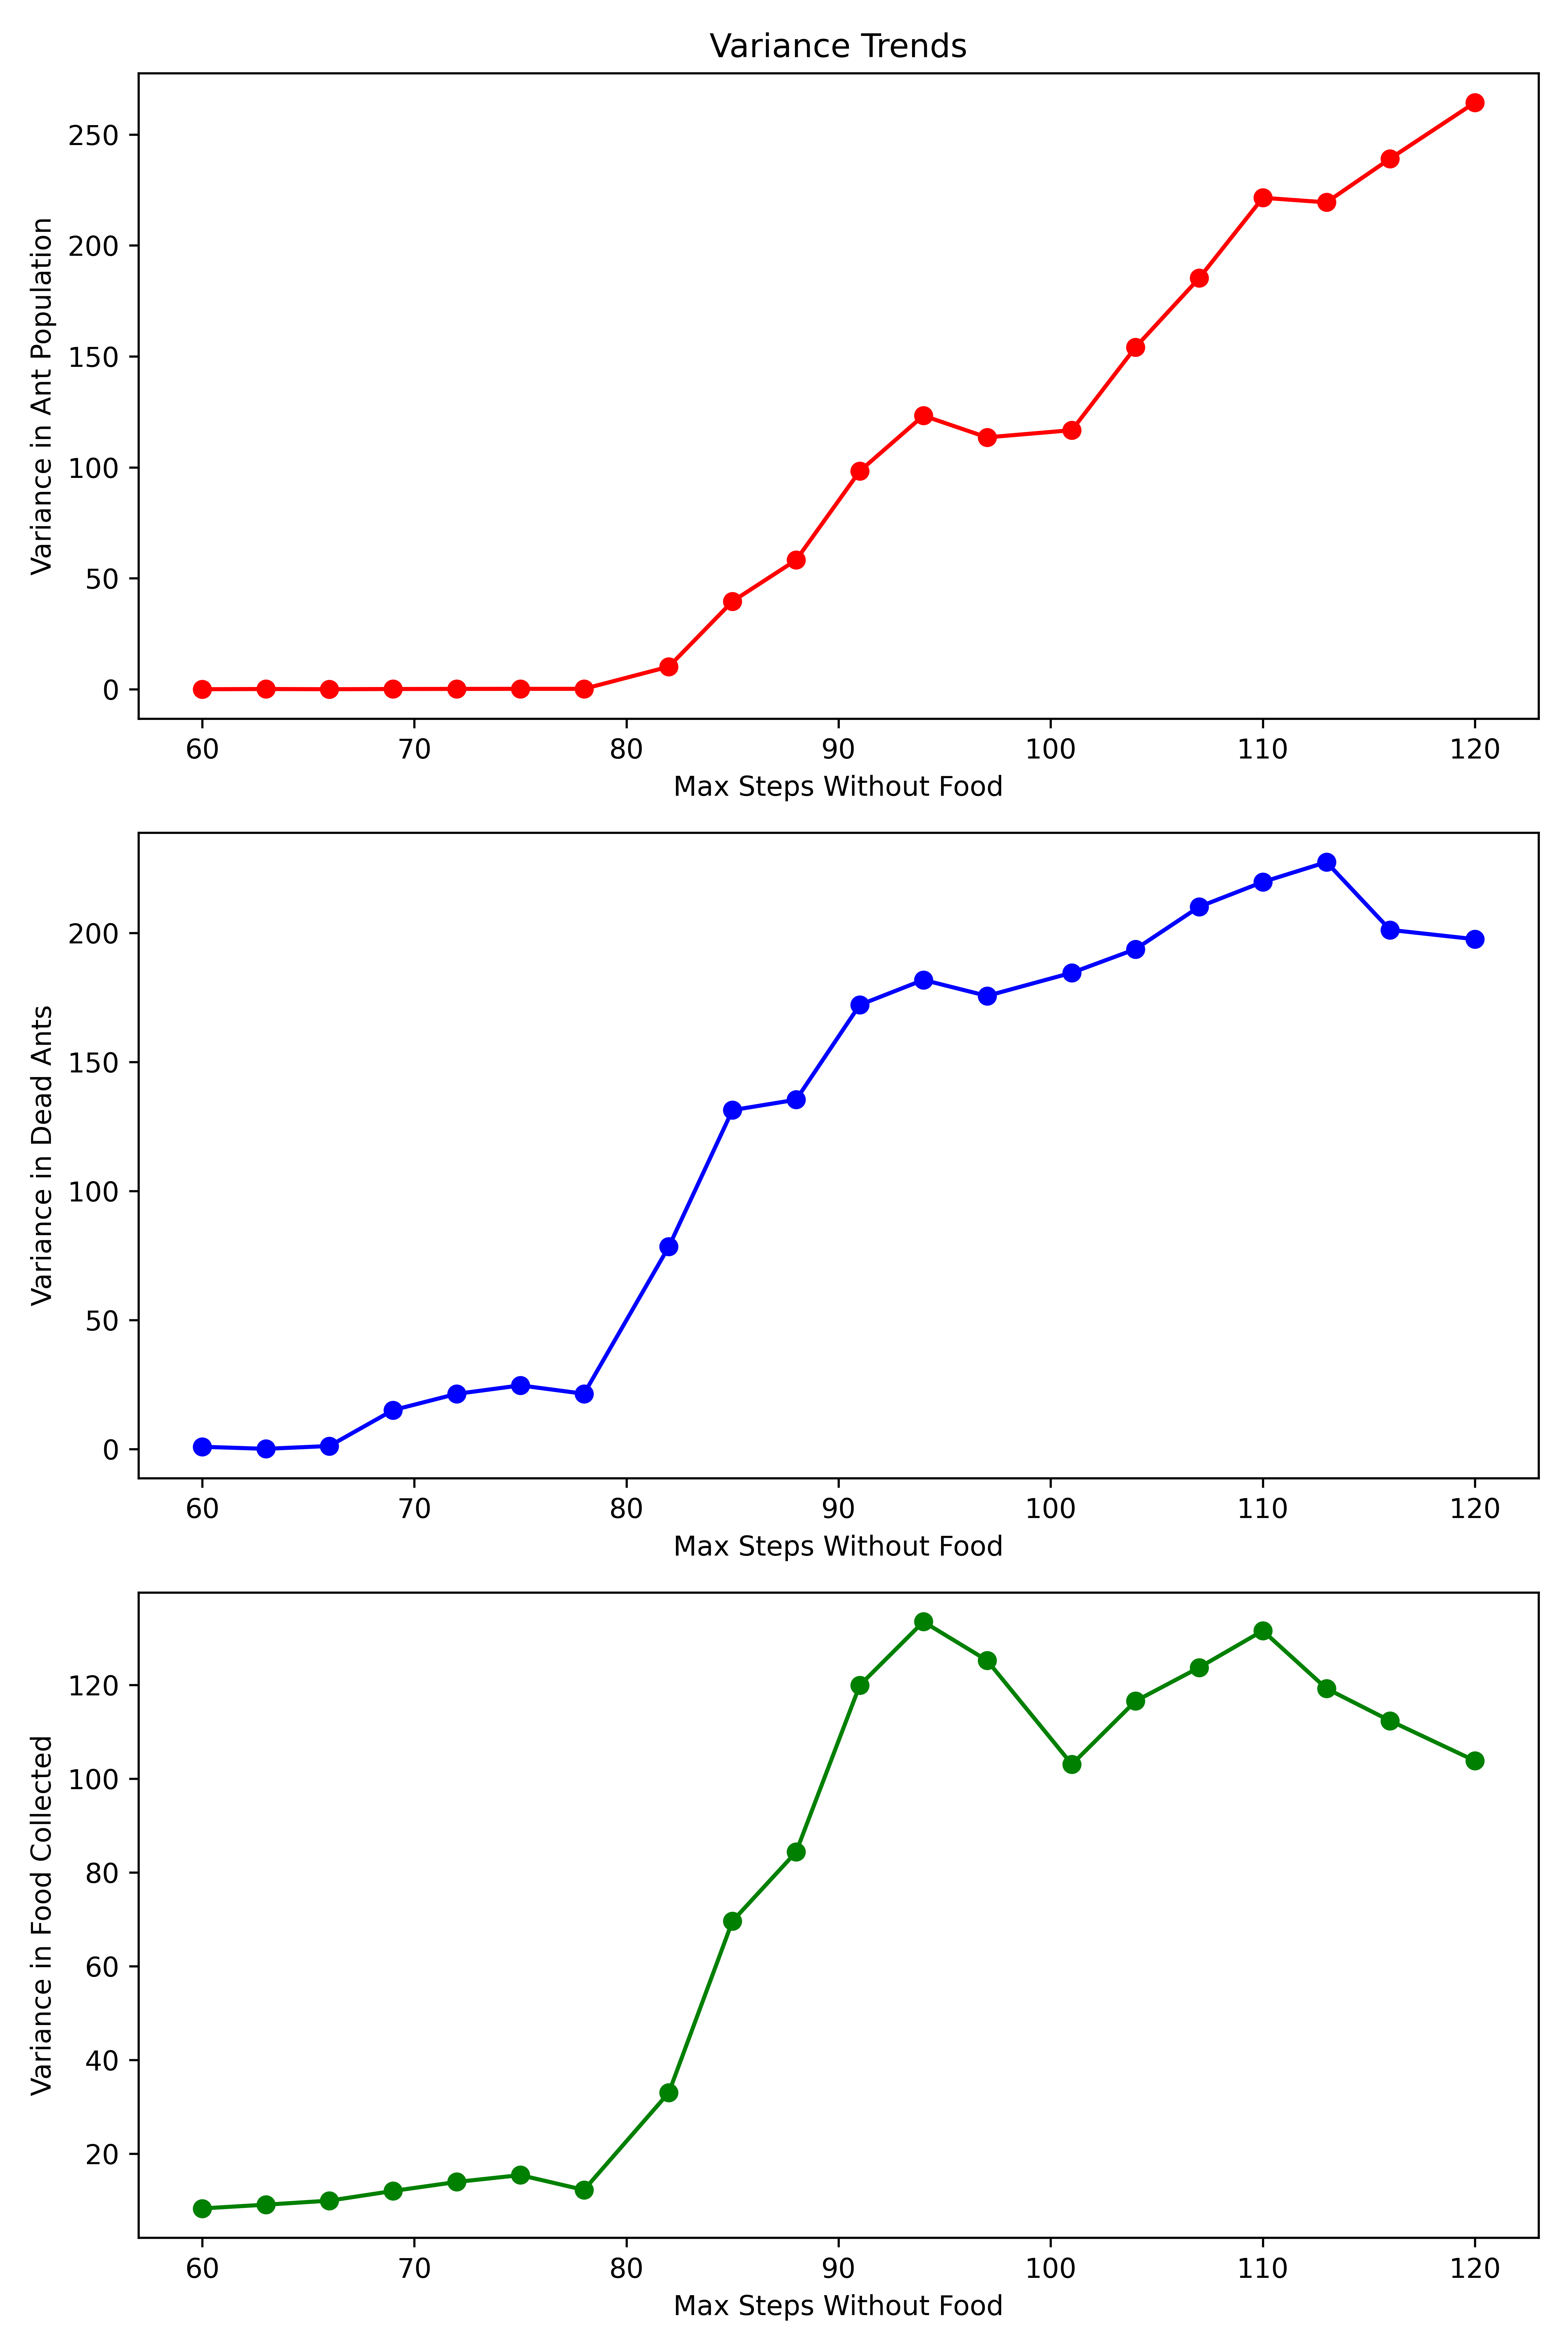 Variance Trends
Variance in Ant Population
250
200
150
100
50
0
60 70 80 90 100 110 120
Max Steps Without Food
Variance in Dead Ants
200
150
100
50
0
60 70 80 90 100 110 120
Max Steps Without Food
Variance in Food Collected
120
100
80
60
40
20
60 70 80 90 100 110 120
Max Steps Without Food